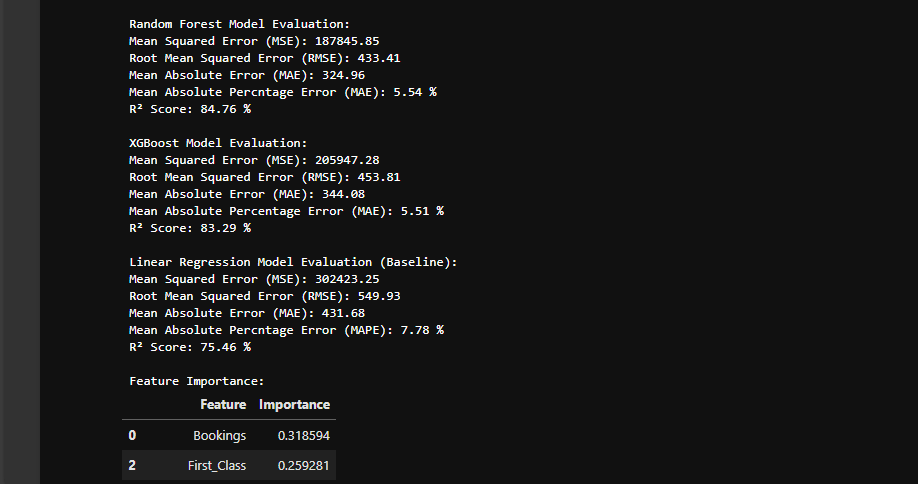 Random Forest Model Evaluation:
Mean Squared Error (MSE): 187845.85
Root Mean Squared Error (RMSE): 433.41
Mean Absolute Error (MAE): 324.96
Mean Absolute Percntage Error (MAE): 5.54 %
R² Score: 84.76 %
XGBoost Model Evaluation:
Mean Squared Error (MSE): 205947.28
Root Mean Squared Error (RMSE): 453.81
Mean Absolute Error (MAE): 344.08
Mean Absolute Percentage Error (MAE): 5.51 %
R² Score: 83.29 %
Linear Regression Model Evaluation (Baseline):
Mean Squared Error (MSE): 302423.25
Root Mean Squared Error (RMSE): 549.93
Mean Absolute Error (MAE): 431.68
Mean Absolute Percntage Error (MAPE): 7.78 %
R² Score: 75.46 %
Feature Importance:
Feature Importance
0 Bookings 0.318594
2 First_Class 0.259281